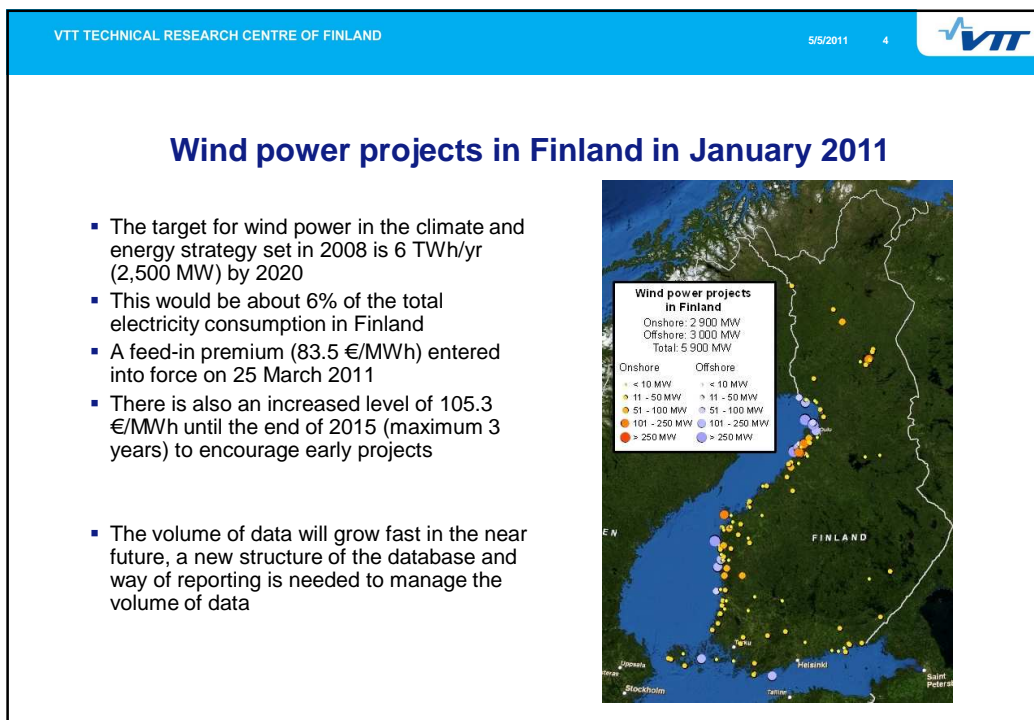 VTT TECHNICAL RESEARCH CENTRE OF FINLAND
5/5/2011 4
VTT
Wind power projects in Finland in January 2011
▪ The target for wind power in the climate and
energy strategy set in 2008 is 6 TWh/yr
(2,500 MW) by 2020
▪ This would be about 6% of the total
electricity consumption in Finland
▪ A feed-in premium (83.5 €/MWh) entered
into force on 25 March 2011
▪ There is also an increased level of 105.3
€/MWh until the end of 2015 (maximum 3
years) to encourage early projects
▪ The volume of data will grow fast in the near
future, a new structure of the database and
way of reporting is needed to manage the
volume of data
Wind power projects
in Finland
Onshore: 2 900 MW
Offshore: 3 000 MW
Total: 5 900 MW
Onshore Offshore
< 10 MW < 10 MW
11 - 50 MW 11 - 50 MW
51 - 100 MW 51 - 100 MW
101 - 250 MW 101 - 250 MW
> 250 MW > 250 MW
Oulu
EN
FINLAND
Turku
Helsinki
Uppsala
teras
Stockholm
Tallinn
Saint
Petersb